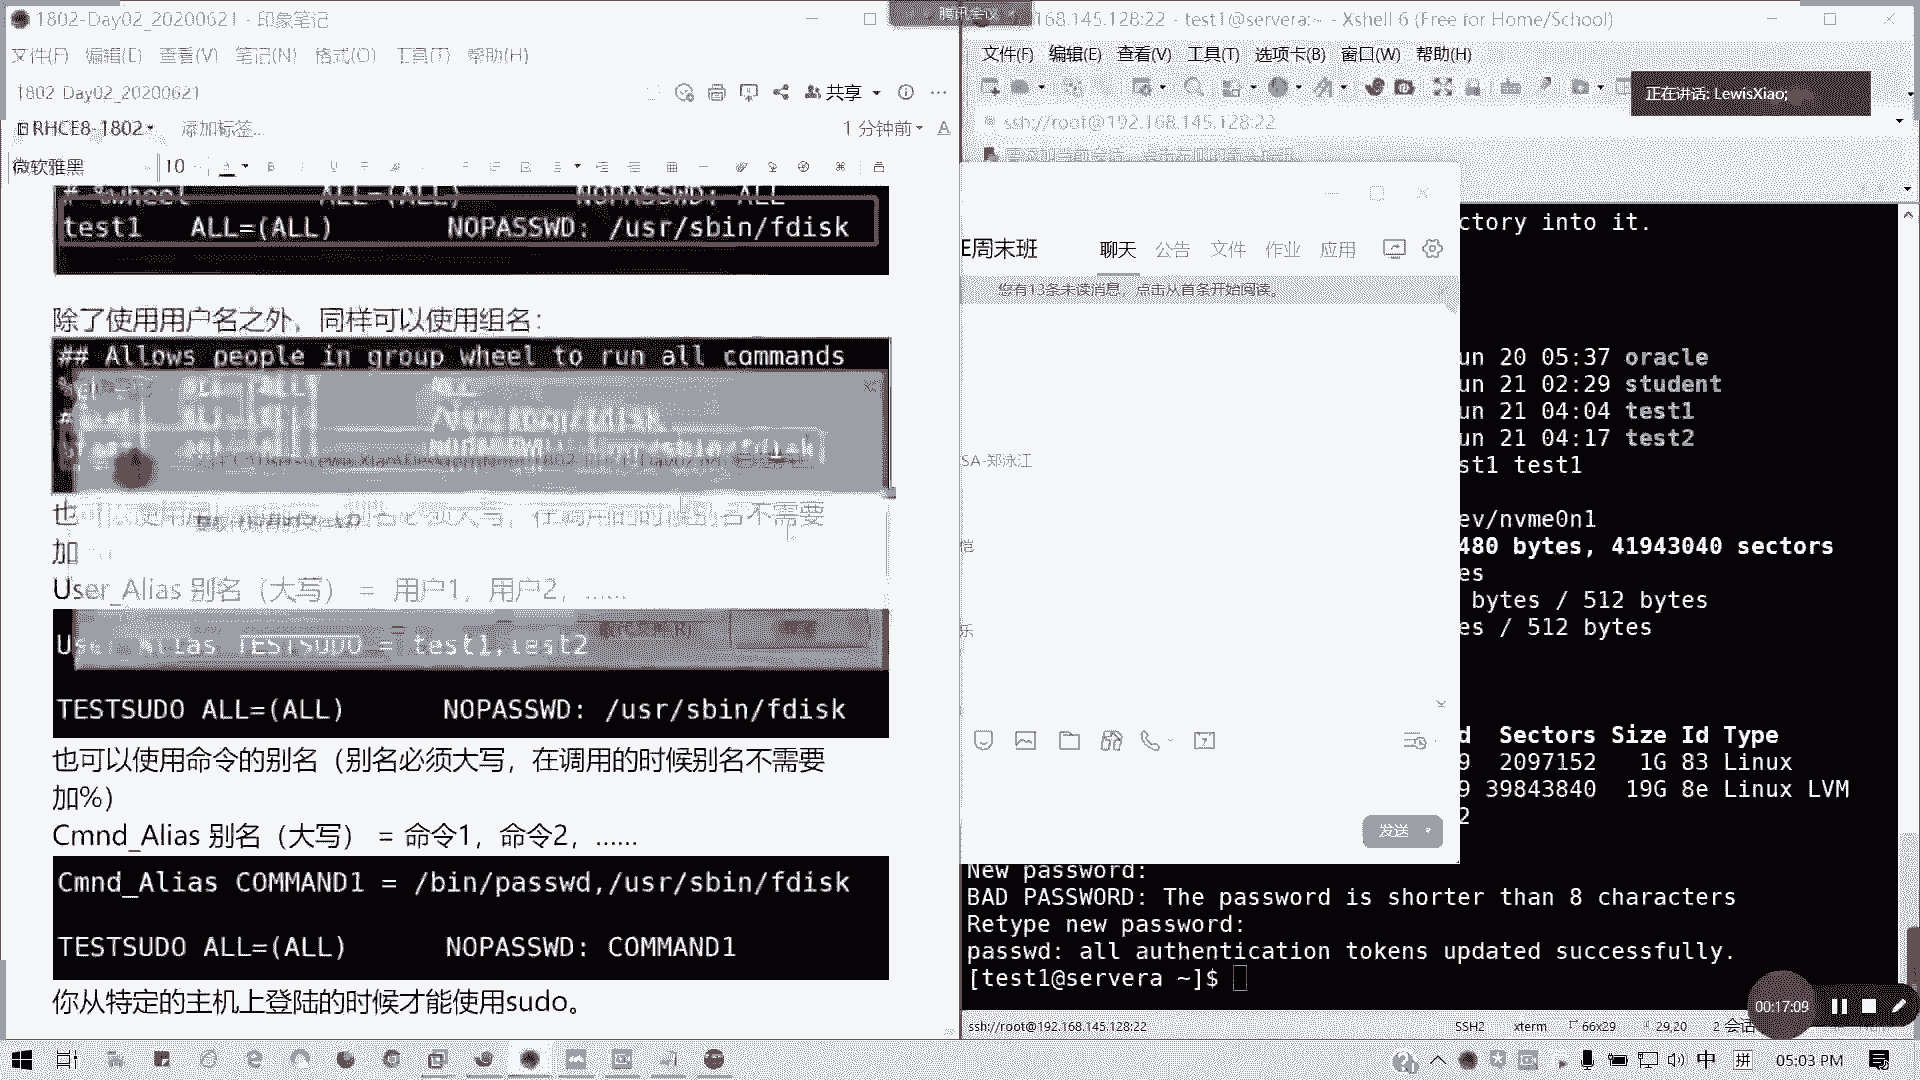 1802-Day02_20200621 - 印象笔记
文件(F) 编辑(E) 查看(V) 笔记(N) 格式(O) 工具(T) 帮助(H)
1802-Day02_20200621
共享
RHCE8-1802
添加标签...
1 分钟前
微软雅黑 10
# %wheel ALL=(ALL) NOPASSWD: ALL
test1 ALL=(ALL) NOPASSWD: /usr/sbin/fdisk
除了使用用户名之外，同样可以使用组名：
## Allows people in group wheel to run all commands
也可以使用 别名必须大写，在调用的时候别名不需要
加
User_Alias 别名（大写） = 用户1，用户2，……
User_Alias TESTSUDO = test1,test2
TESTSUDO ALL=(ALL) NOPASSWD: /usr/sbin/fdisk
也可以使用命令的别名（别名必须大写，在调用的时候别名不需要
加%）
Cmnd_Alias 别名（大写） = 命令1，命令2，……
Cmnd_Alias COMMAND1 = /bin/passwd,/usr/sbin/fdisk
TESTSUDO ALL=(ALL) NOPASSWD: COMMAND1
你从特定的主机上登陆的时候才能使用sudo。
腾讯会议
168.145.128:22 - test1@servera:~ - Xshell 6 (Free for Home/School)
文件(F) 编辑(E) 查看(V) 工具(T) 选项卡(B) 窗口(W) 帮助(H)
正在讲话: LewisXiao;
ssh://root@192.168.145.128:22
E周末班
聊天 公告 文件 作业 应用
您有13条未读消息，点击从首条开始阅读。
SA-郑泳江
恺
乐
发送
ctory into it.
un 20 05:37 oracle
un 21 02:29 student
un 21 04:04 test1
un 21 04:17 test2
st1 test1
ev/nvme0n1
480 bytes, 41943040 sectors
es
bytes / 512 bytes
es / 512 bytes
d Sectors Size Id Type
9 2097152 1G 83 Linux
9 39843840 19G 8e Linux LVM
2
New password:
BAD PASSWORD: The password is shorter than 8 characters
Retype new password:
passwd: all authentication tokens updated successfully.
[test1@servera ~]$
00:17:09
ssh://root@192.168.145.128:22 SSH2 xterm 66x29 29,20 2 会话
中 拼 05:03 PM